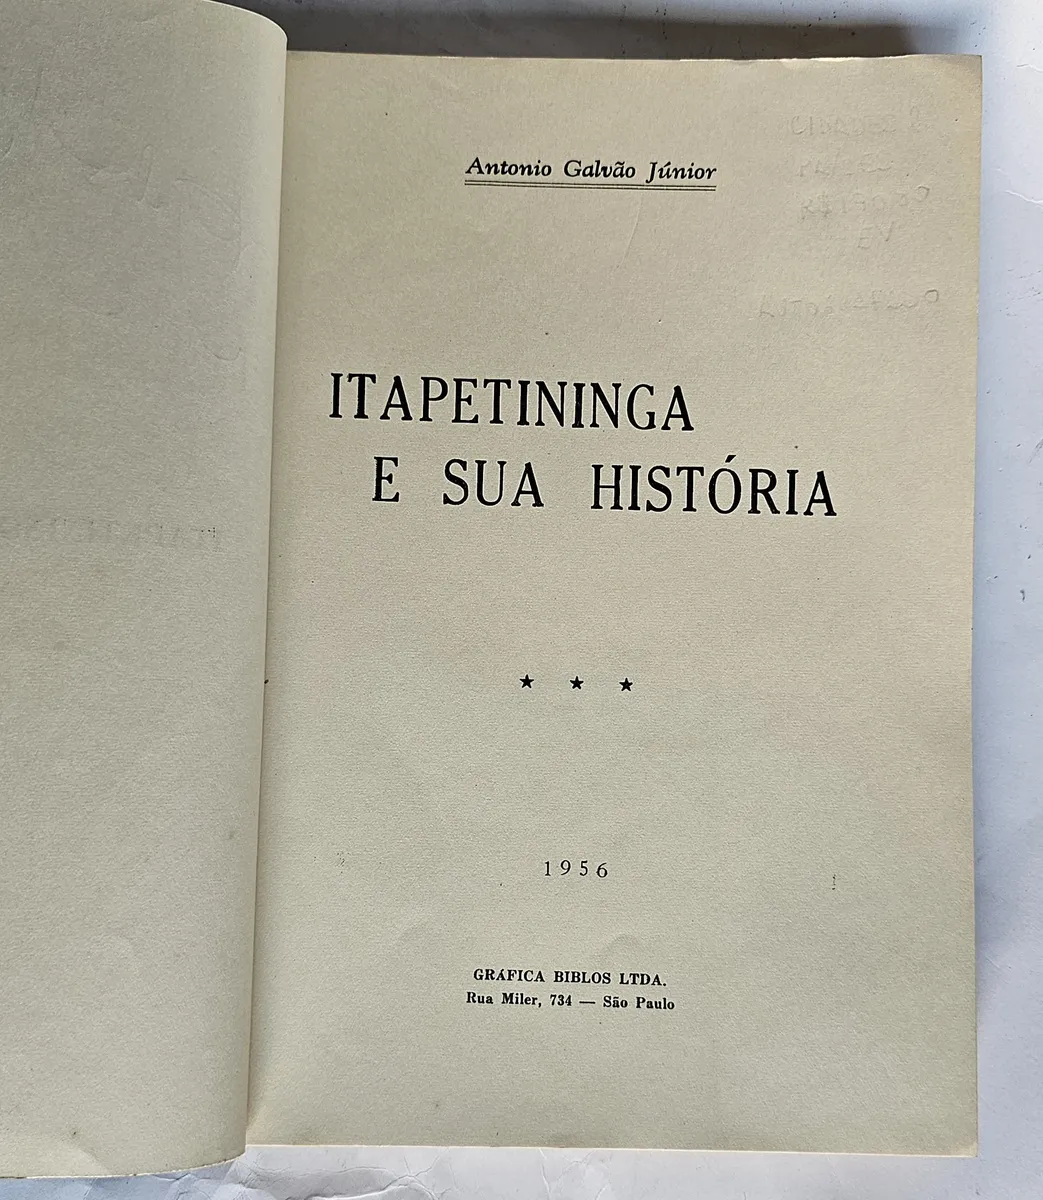 Antonio Galvão Júnior
ITAPETININGA
E SUA HISTÓRIA
★ ★ ★
1956
GRÁFICA BIBLOS LTDA.
Rua Miler, 734 — São Paulo